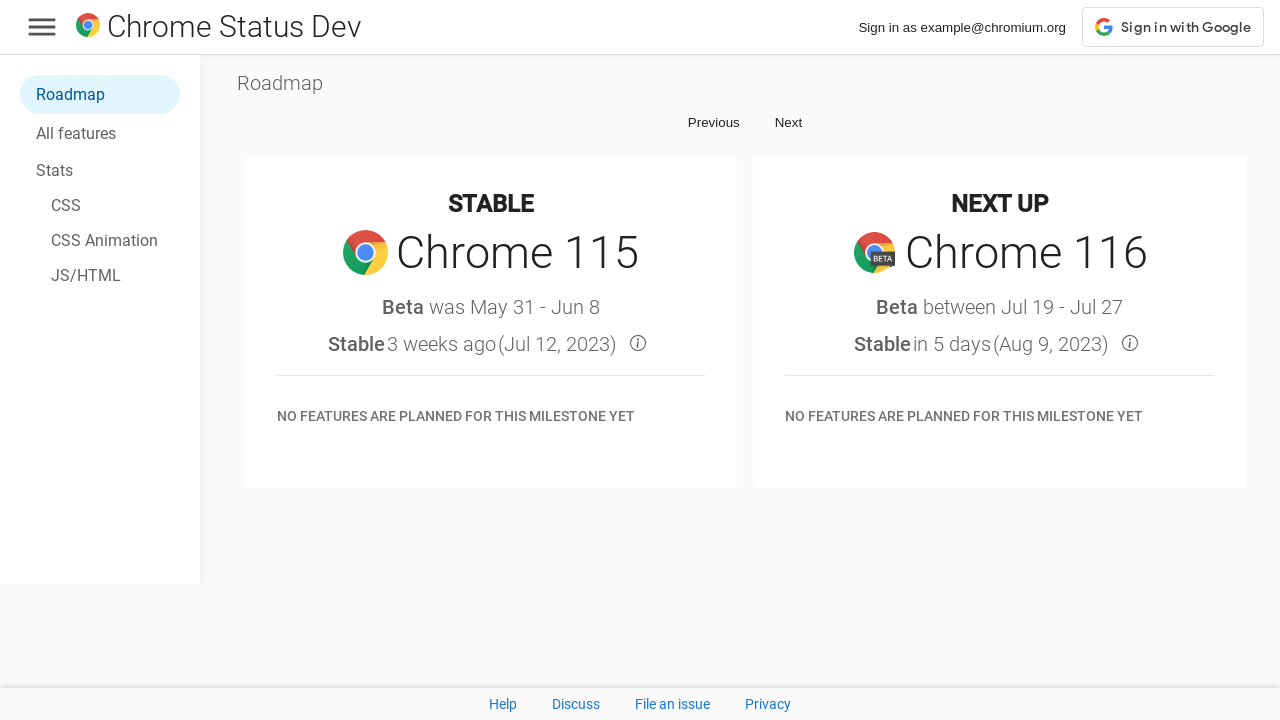 Chrome Status Dev
Sign in as example@chromium.org
Sign in with Google
Roadmap
All features
Stats
CSS
CSS Animation
JS/HTML
Roadmap
Previous Next
STABLE
Chrome 115
Beta was May 31 - Jun 8
Stable 3 weeks ago (Jul 12, 2023)
NO FEATURES ARE PLANNED FOR THIS MILESTONE YET
NEXT UP
BETA
Chrome 116
Beta between Jul 19 - Jul 27
Stable in 5 days (Aug 9, 2023)
NO FEATURES ARE PLANNED FOR THIS MILESTONE YET
Help Discuss File an issue Privacy